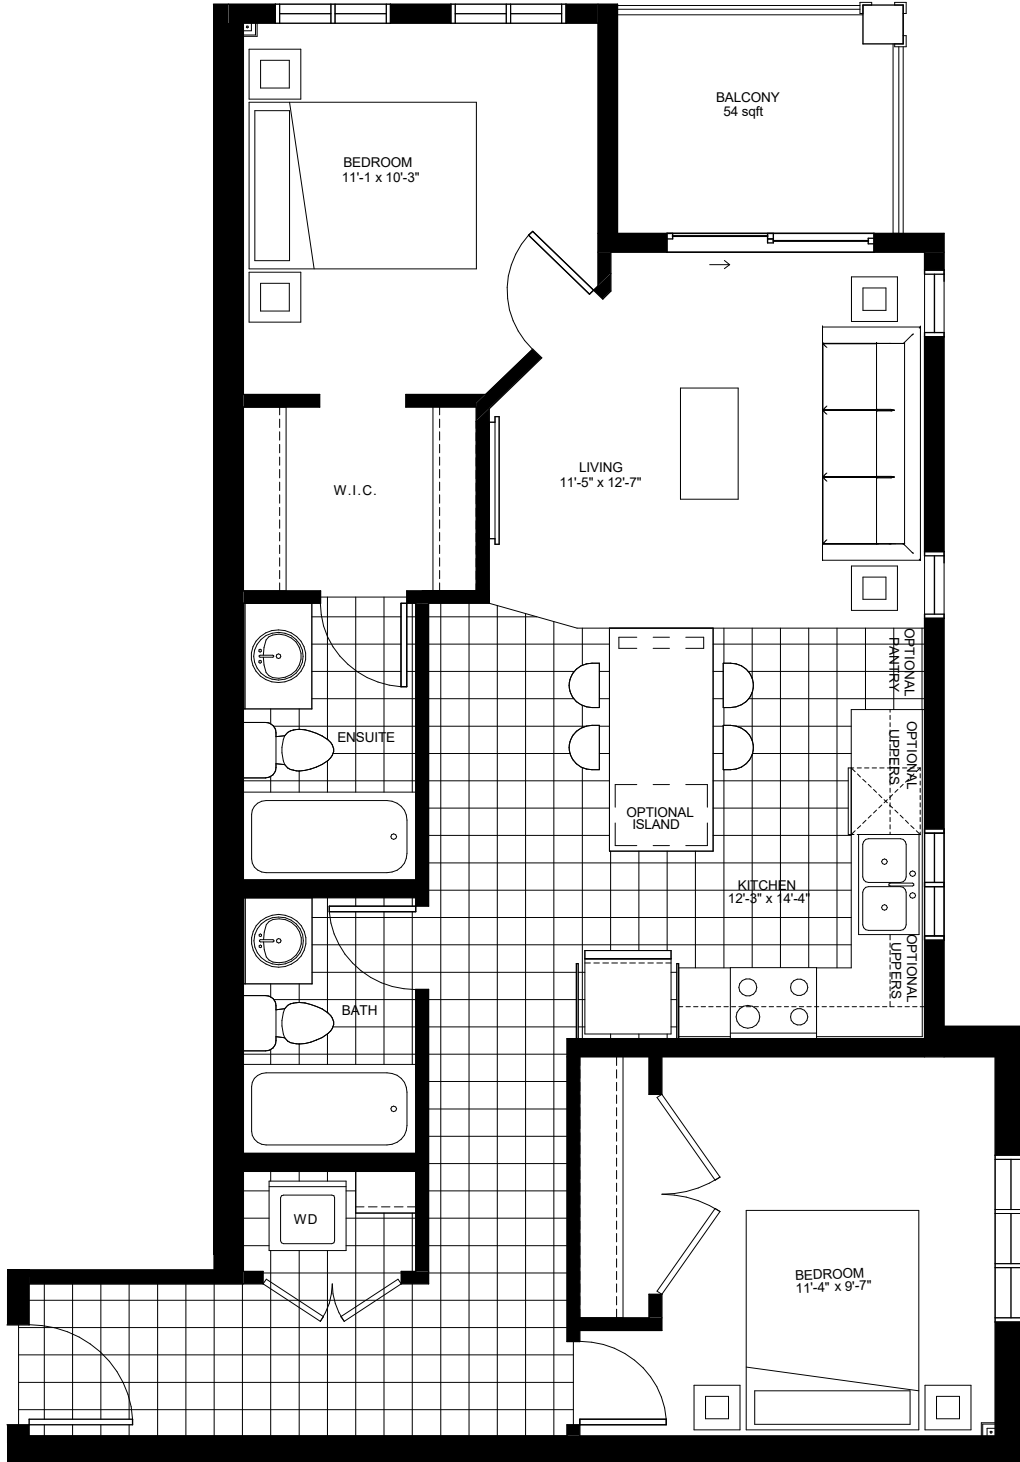 BALCONY
54 sqft
BEDROOM
11'-1 x 10'-3"
LIVING
11'-5" x 12'-7"
W.I.C.
OPTIONAL
PANTRY
ENSUITE
OPTIONAL
UPPERS
OPTIONAL
ISLAND
KITCHEN
12'-3" x 14'-4"
OPTIONAL
UPPERS
BATH
WD
BEDROOM
11'-4" x 9'-7"